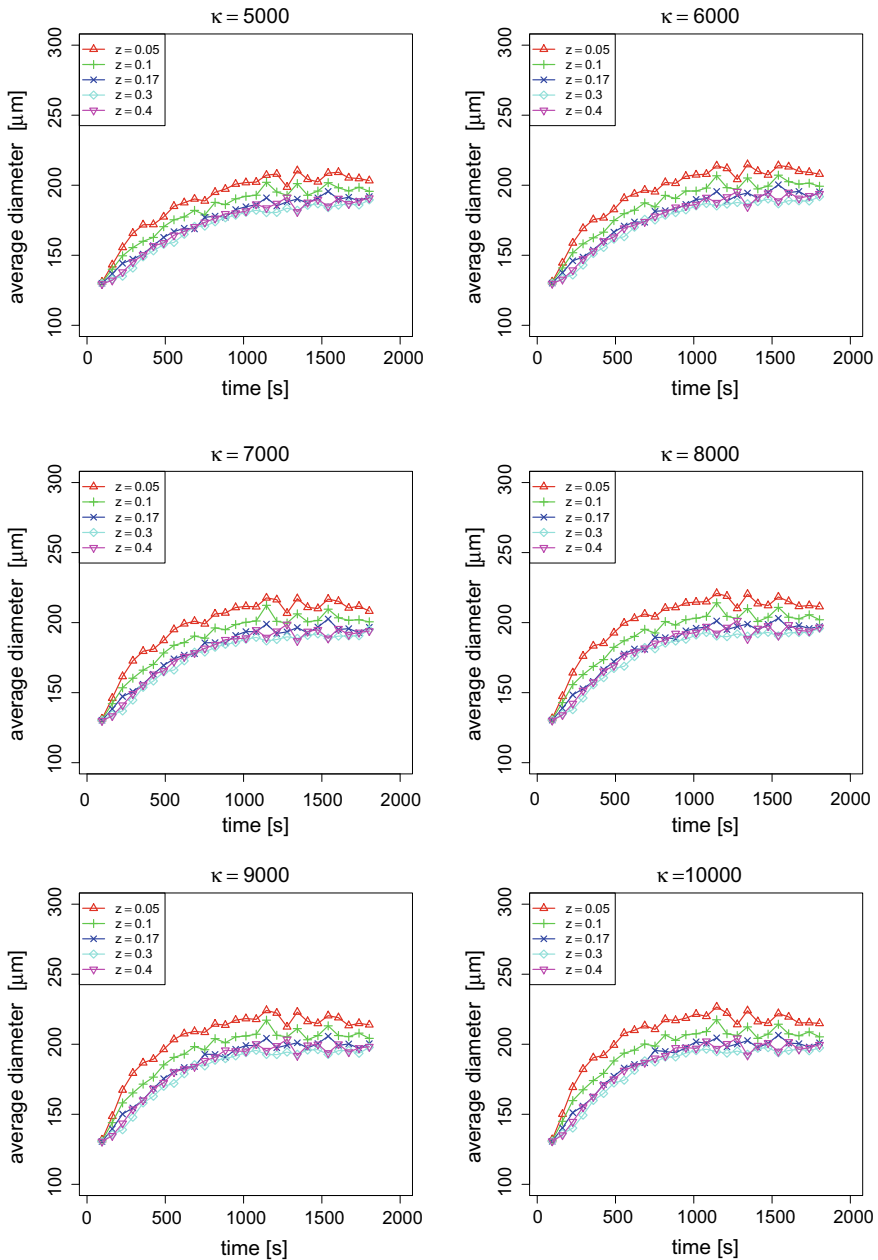 κ = 5000
z = 0.05
z = 0.1
z = 0.17
z = 0.3
z = 0.4
100 150 200 250 300
average diameter [μm]
0 500 1000 1500 2000
time [s]
κ = 6000
z = 0.05
z = 0.1
z = 0.17
z = 0.3
z = 0.4
100 150 200 250 300
average diameter [μm]
0 500 1000 1500 2000
time [s]
κ = 7000
z = 0.05
z = 0.1
z = 0.17
z = 0.3
z = 0.4
100 150 200 250 300
average diameter [μm]
0 500 1000 1500 2000
time [s]
κ = 8000
z = 0.05
z = 0.1
z = 0.17
z = 0.3
z = 0.4
100 150 200 250 300
average diameter [μm]
0 500 1000 1500 2000
time [s]
κ = 9000
z = 0.05
z = 0.1
z = 0.17
z = 0.3
z = 0.4
100 150 200 250 300
average diameter [μm]
0 500 1000 1500 2000
time [s]
κ =10000
z = 0.05
z = 0.1
z = 0.17
z = 0.3
z = 0.4
100 150 200 250 300
average diameter [μm]
0 500 1000 1500 2000
time [s]